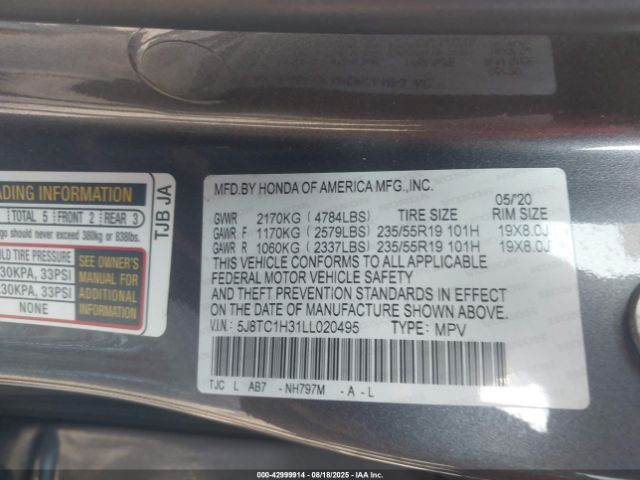 ADING INFORMATION
TOTAL 5 FRONT 2 REAR 3
go should never exceed 380kg or 838lbs.
OLD TIRE PRESSURE
230KPA, 33PSI
230KPA, 33PSI
NONE
SEE OWNER'S
MANUAL FOR
ADDITIONAL
INFORMATION
TJB JA
MFD.BY HONDA OF AMERICA MFG.,INC.
05/'20
GVWR 2170KG (4784LBS) TIRE SIZE RIM SIZE
GAWR F 1170KG (2579LBS) 235/55R19 101H 19X8.0J
GAWR R 1060KG (2337LBS) 235/55R19 101H 19X8.0J
THIS VEHICLE CONFORMS TO ALL APPLICABLE
FEDERAL MOTOR VEHICLE SAFETY
AND THEFT PREVENTION STANDARDS IN EFFECT
ON THE DATE OF MANUFACTURE SHOWN ABOVE.
V.I.N.: 5J8TC1H31LL020495 TYPE: MPV
TJC L AB7 -NH797M -A-L
000-42999914 - 08/18/2025 - IAA Inc.